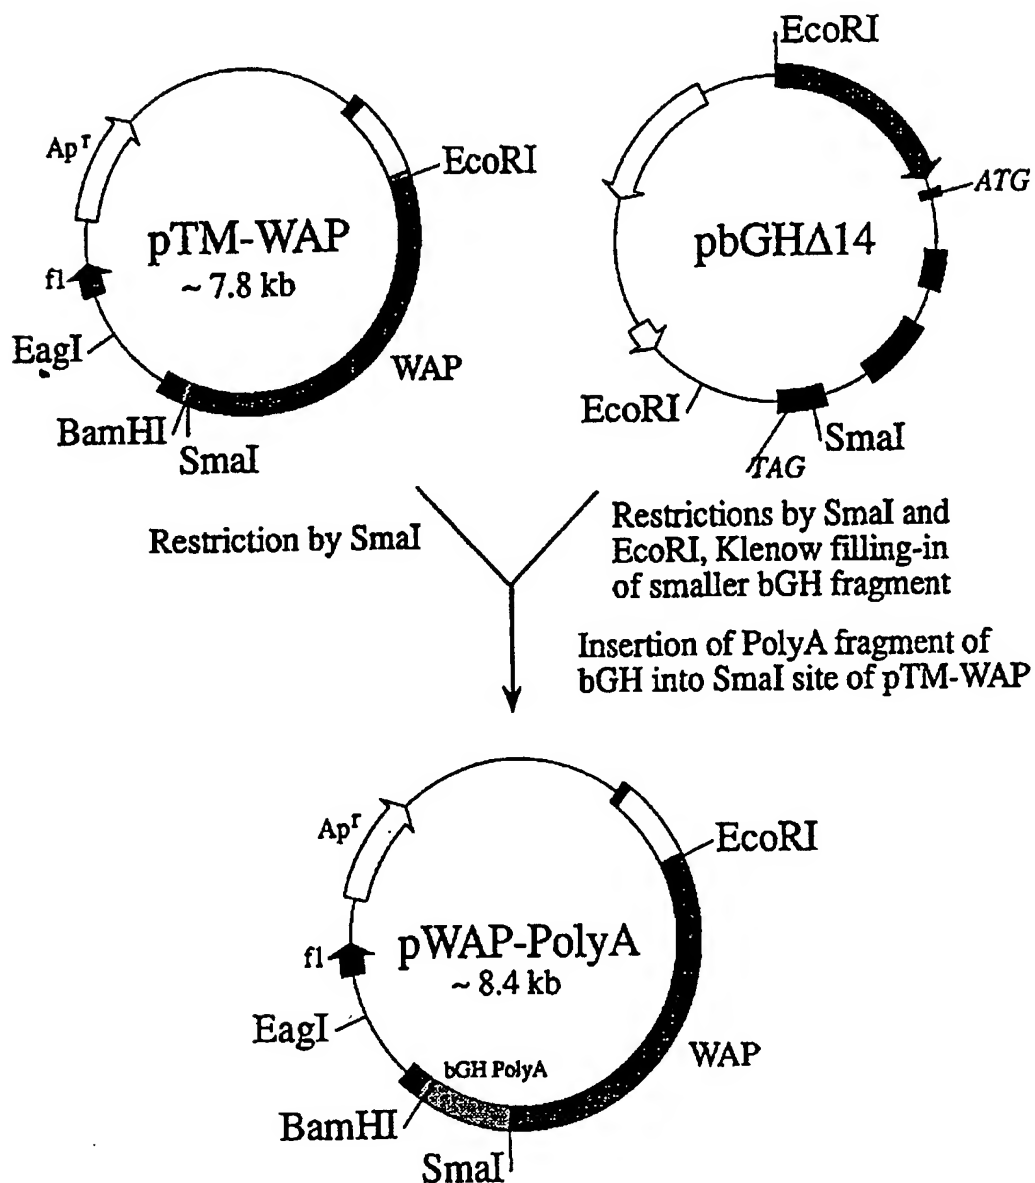 EcoRI
Apʳ
EcoRI
ATG
pTM-WAP
~ 7.8 kb
pbGHΔ14
f1
EagI
WAP
BamHI
SmaI
EcoRI
SmaI
TAG
Restriction by SmaI
Restrictions by SmaI and
EcoRI, Klenow filling-in
of smaller bGH fragment
Insertion of PolyA fragment of
bGH into SmaI site of pTM-WAP
Apʳ
EcoRI
pWAP-PolyA
~ 8.4 kb
f1
EagI
WAP
bGH PolyA
BamHI
SmaI